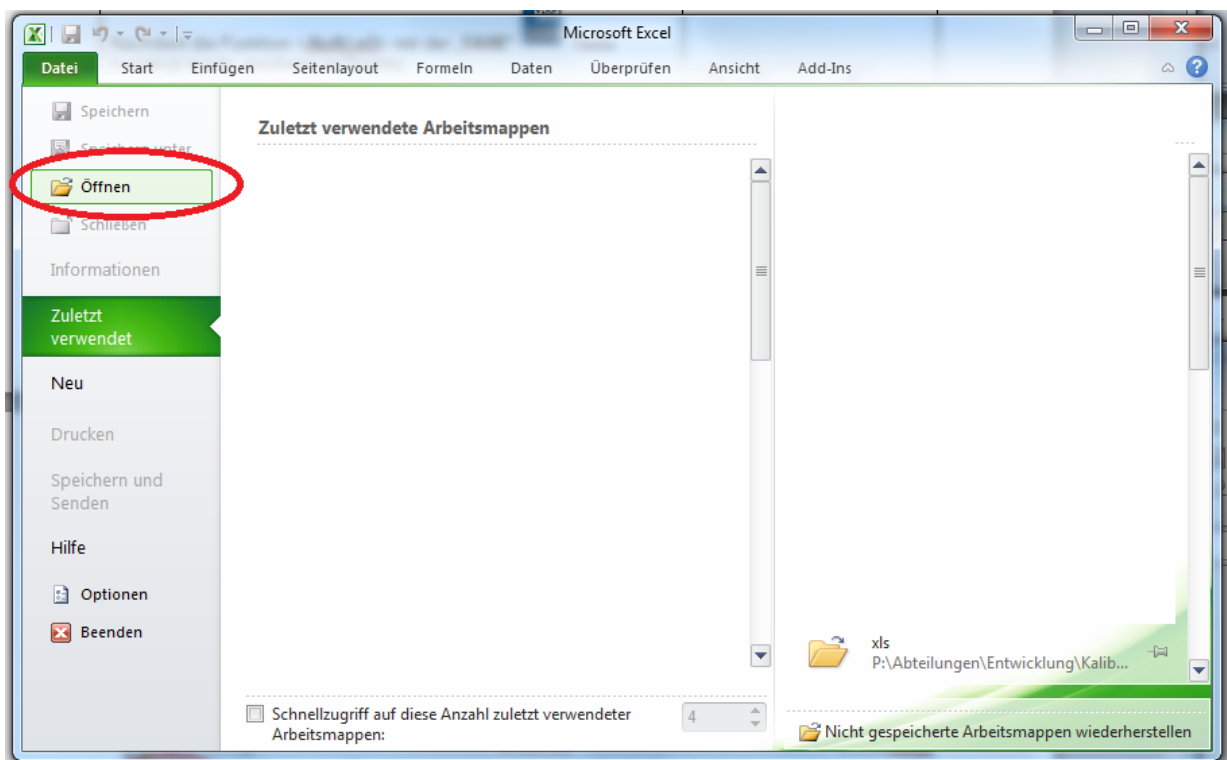 Microsoft Excel
Datei Start Einfügen Seitenlayout Formeln Daten Überprüfen Ansicht Add-Ins
Speichern
Speichern unter
Öffnen
Schließen
Informationen
Zuletzt
verwendet
Neu
Drucken
Speichern und
Senden
Hilfe
Optionen
Beenden
Zuletzt verwendete Arbeitsmappen
Schnellzugriff auf diese Anzahl zuletzt verwendeter
Arbeitsmappen:
4
xls
P:\Abteilungen\Entwicklung\Kalib...
Nicht gespeicherte Arbeitsmappen wiederherstellen